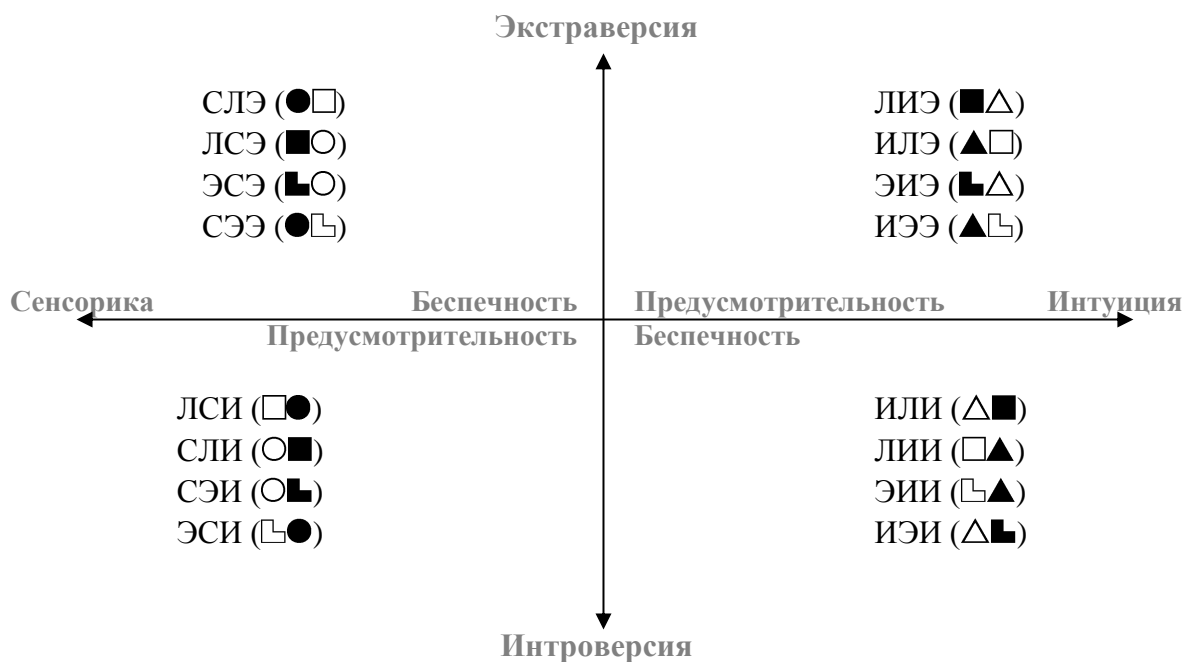 Экстраверсия
СЛЭ (●□)
ЛСЭ (■○)
ЭСЭ (▙○)
СЭЭ (●𝙻)
ЛИЭ (■△)
ИЛЭ (▲□)
ЭИЭ (▙△)
ИЭЭ (▲𝙻)
Сенсорика Беспечность Предусмотрительность Интуиция
Предусмотрительность Беспечность
ЛСИ (□●)
СЛИ (○■)
СЭИ (○▙)
ЭСИ (𝙻●)
ИЛИ (△■)
ЛИИ (□▲)
ЭИИ (𝙻▲)
ИЭИ (△▙)
Интроверсия